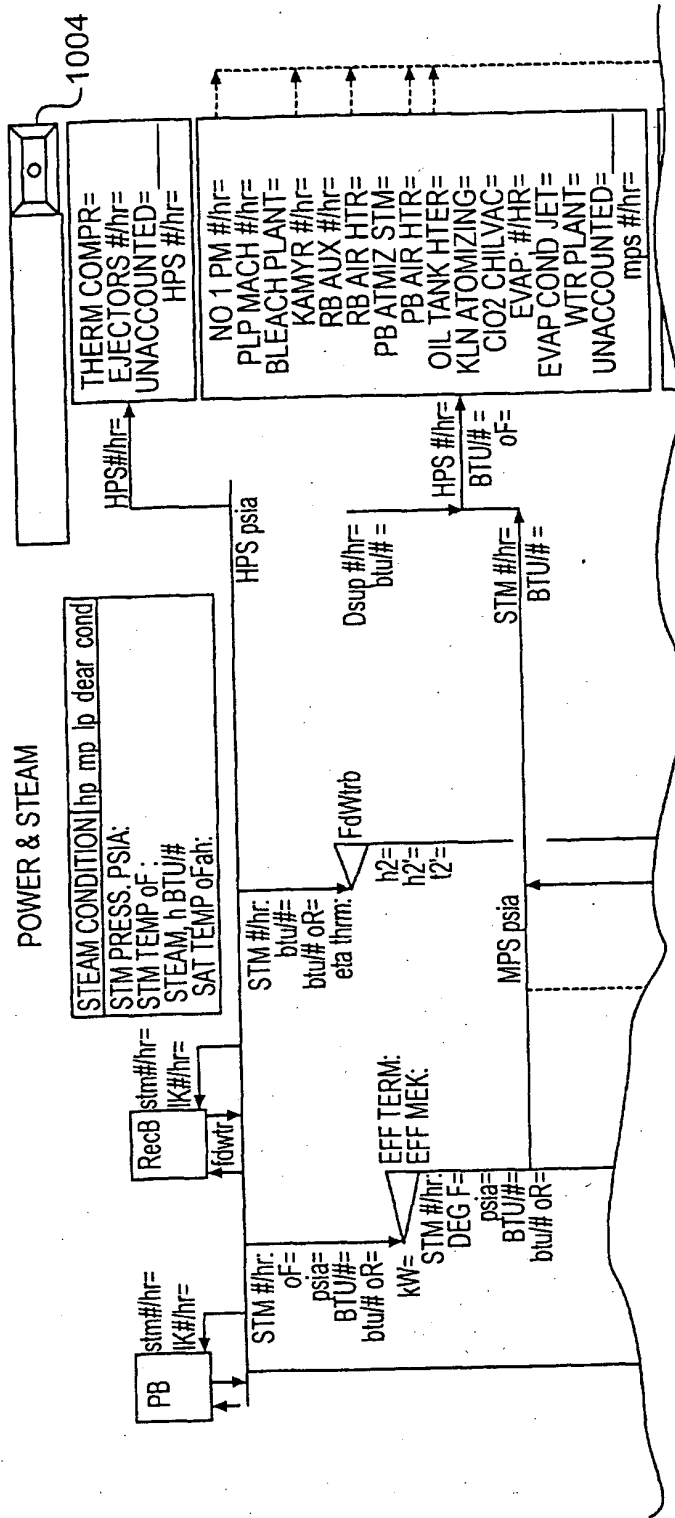 POWER & STEAM
1004
STEAM CONDITION hp mp lp dear cond
STM PRESS. PSIA:
STM TEMP oF :
STEAM, h BTU/#
SAT TEMP oFah:
PB
stm#/hr=
IK#/hr=
RecB
stm#/hr=
IK#/hr=
fdwtr
HPS psia
HPS#/hr=
THERM COMPR=
EJECTORS #/hr=
UNACCOUNTED=
HPS #/hr=
STM #/hr:
oF=
psia=
BTU/#=
btu/# oR=
kW=
EFF TERM:
EFF MEK:
STM #/hr:
DEG F=
psia=
BTU/#=
btu/# oR=
STM #/hr:
btu/#=
btu/# oR=
eta thrm:
FdWtrb
h2=
h2'=
t2'=
MPS psia
Dsup #/hr=
btu/# =
STM #/hr=
BTU/# =
HPS #/hr=
BTU/# =
oF=
NO 1 PM #/hr=
PLP MACH #/hr=
BLEACH PLANT=
KAMYR #/hr=
RB AUX #/hr=
RB AIR HTR=
PB ATMIZ STM=
PB AIR HTR=
OIL TANK HTER=
KLN ATOMIZING=
ClO2 CHILVAC=
EVAP· #/HR=
EVAP COND JET=
WTR PLANT=
UNACCOUNTED=
mps #/hr=